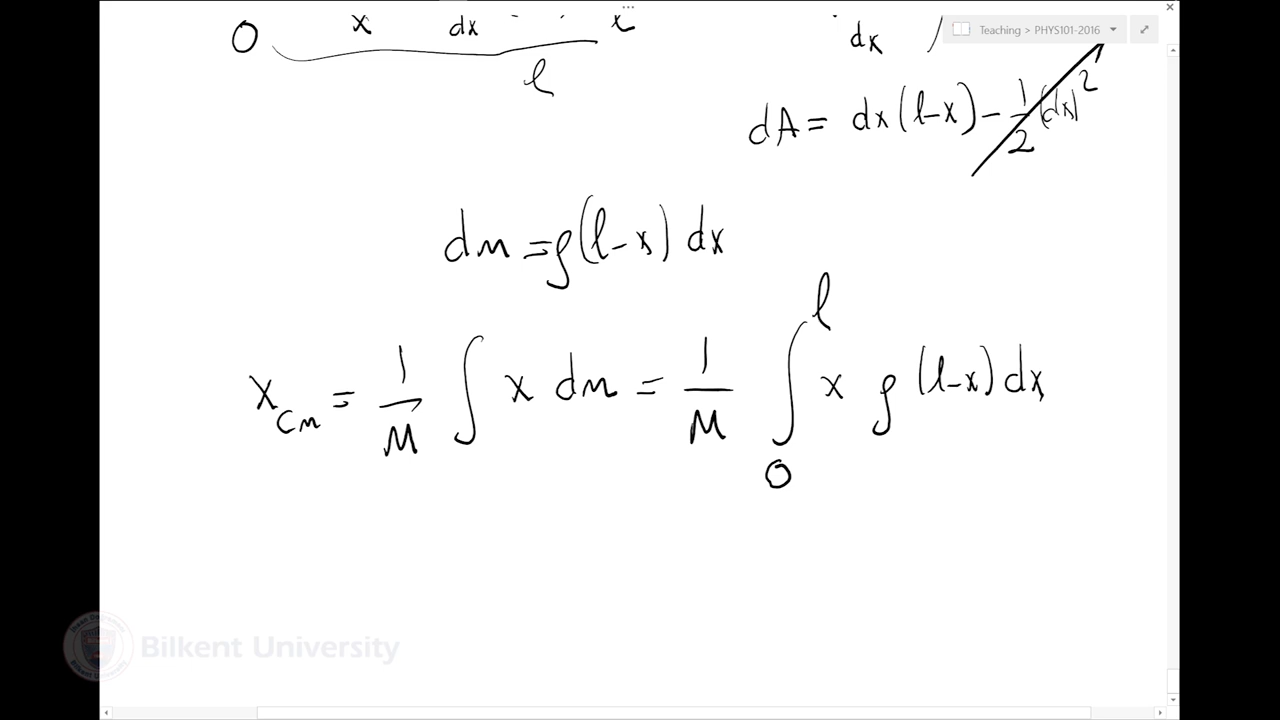 Teaching > PHYS101-2016
0 x dx l
l
dx
dA = dx(l-x) - 1/2 (dx)^2
dm = ρ(l-x) dx
x_cm = 1/M ∫ x dm = 1/M ∫_0^l x ρ (l-x) dx
Bilkent University